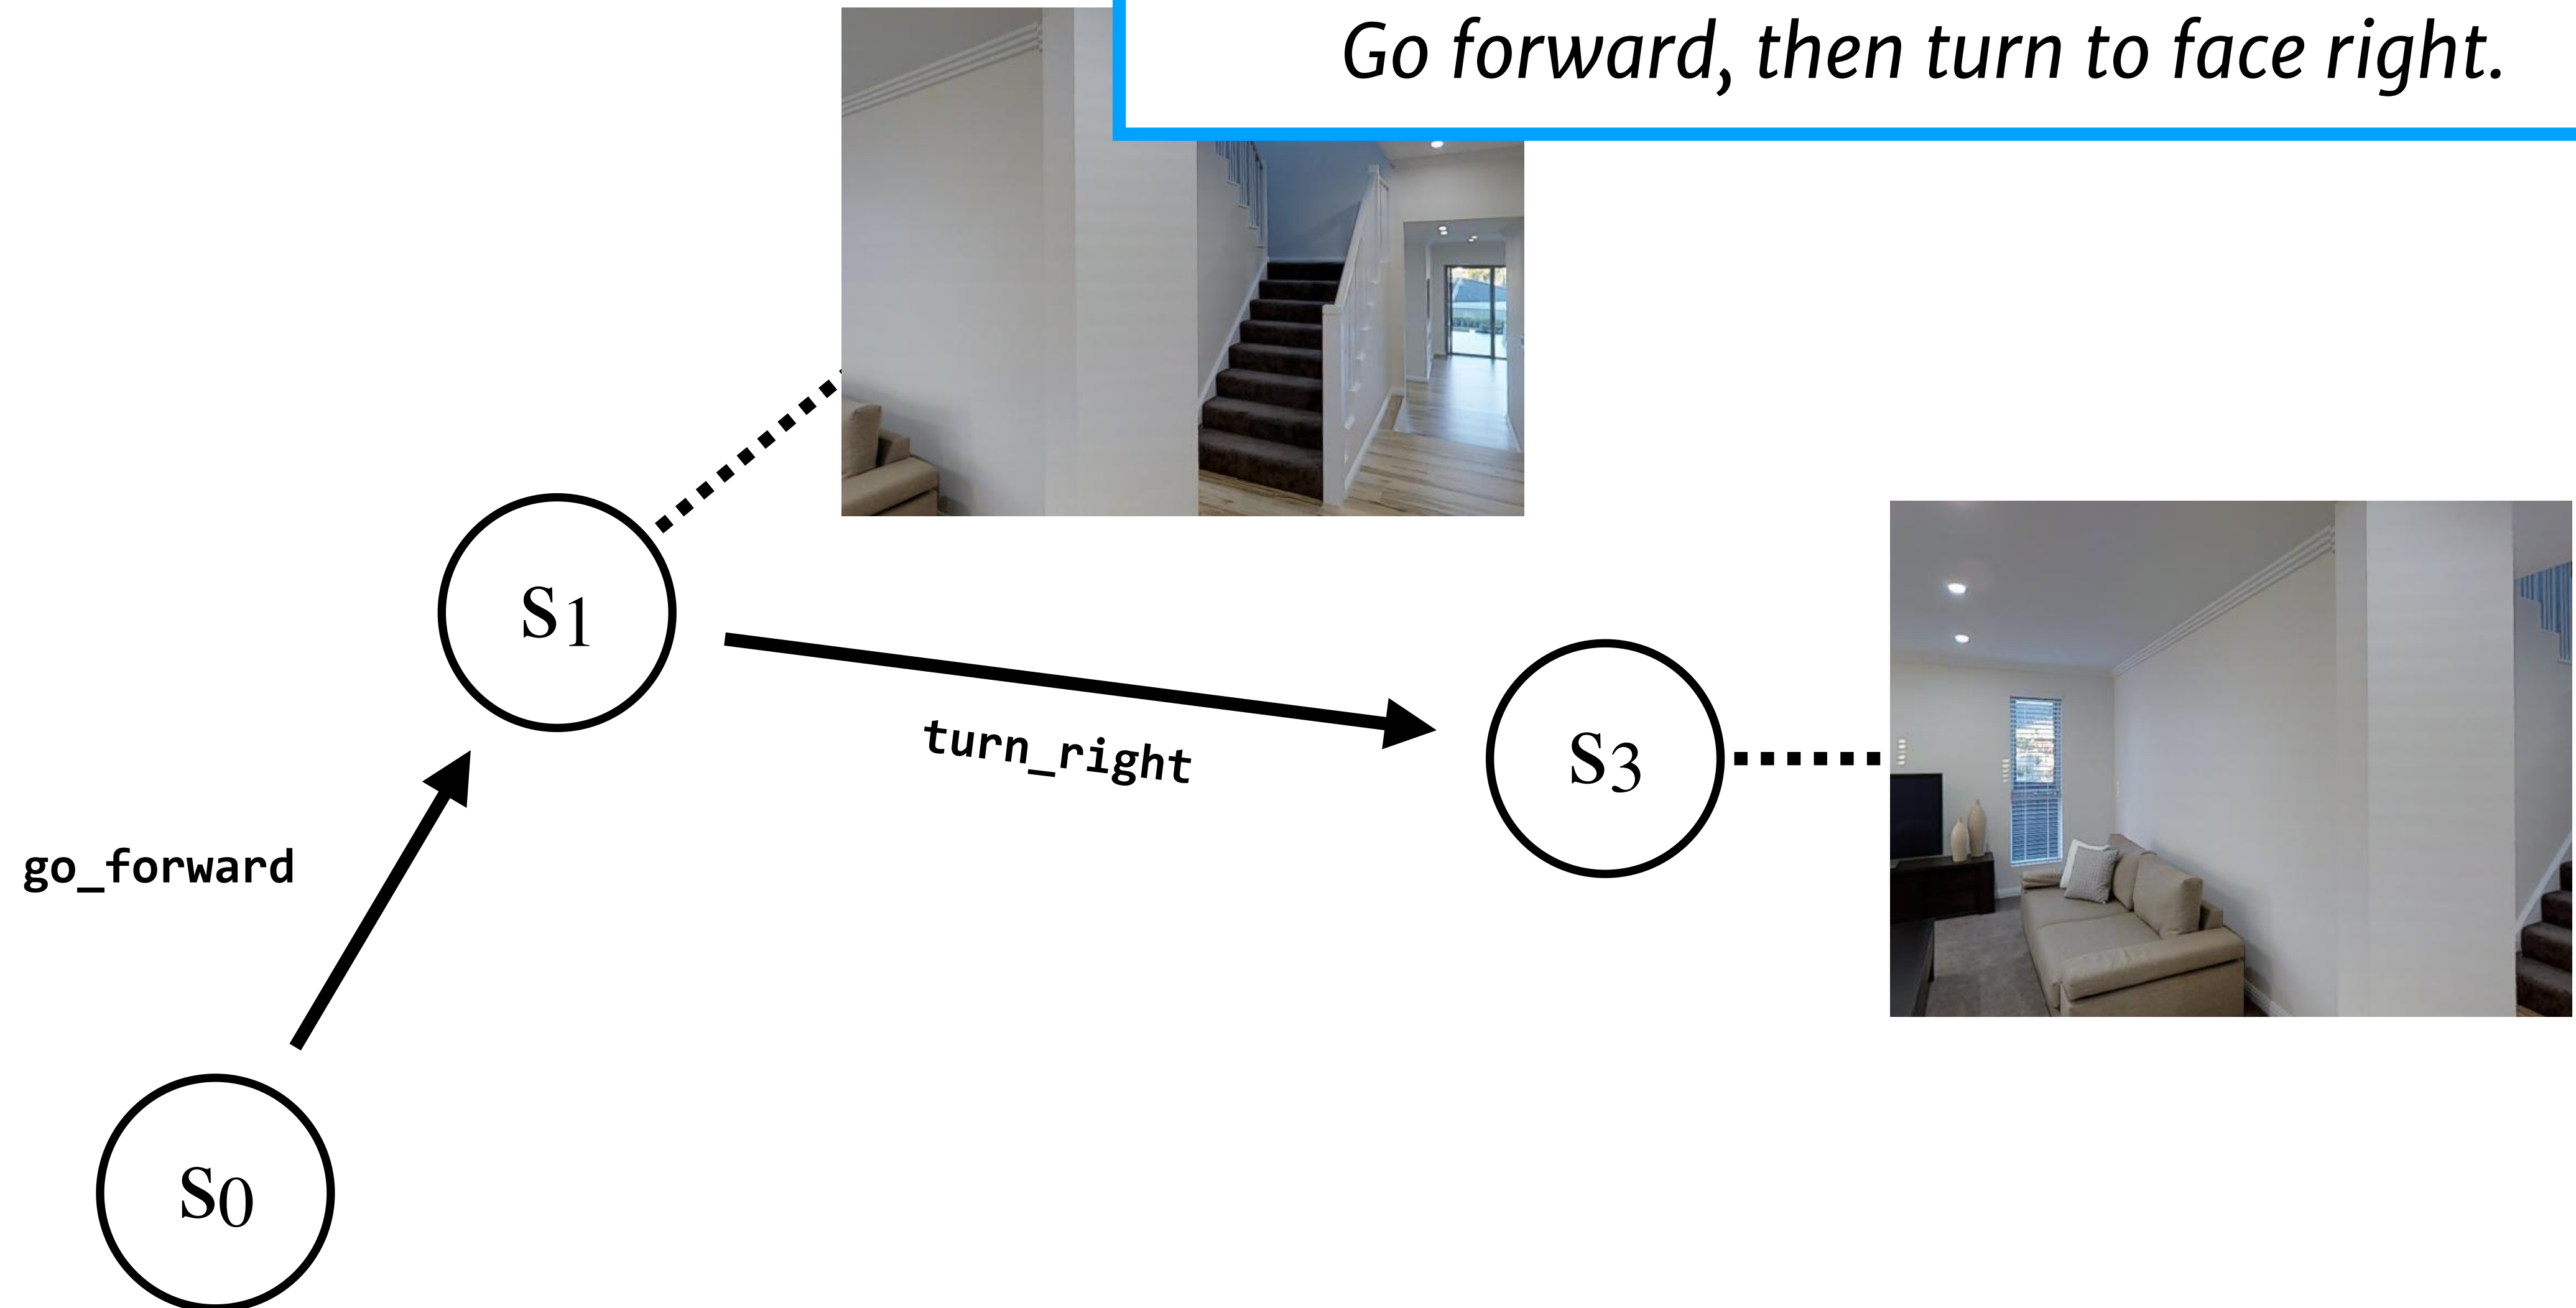 Go forward, then turn to face right.
s1
turn_right
s3
go_forward
s0